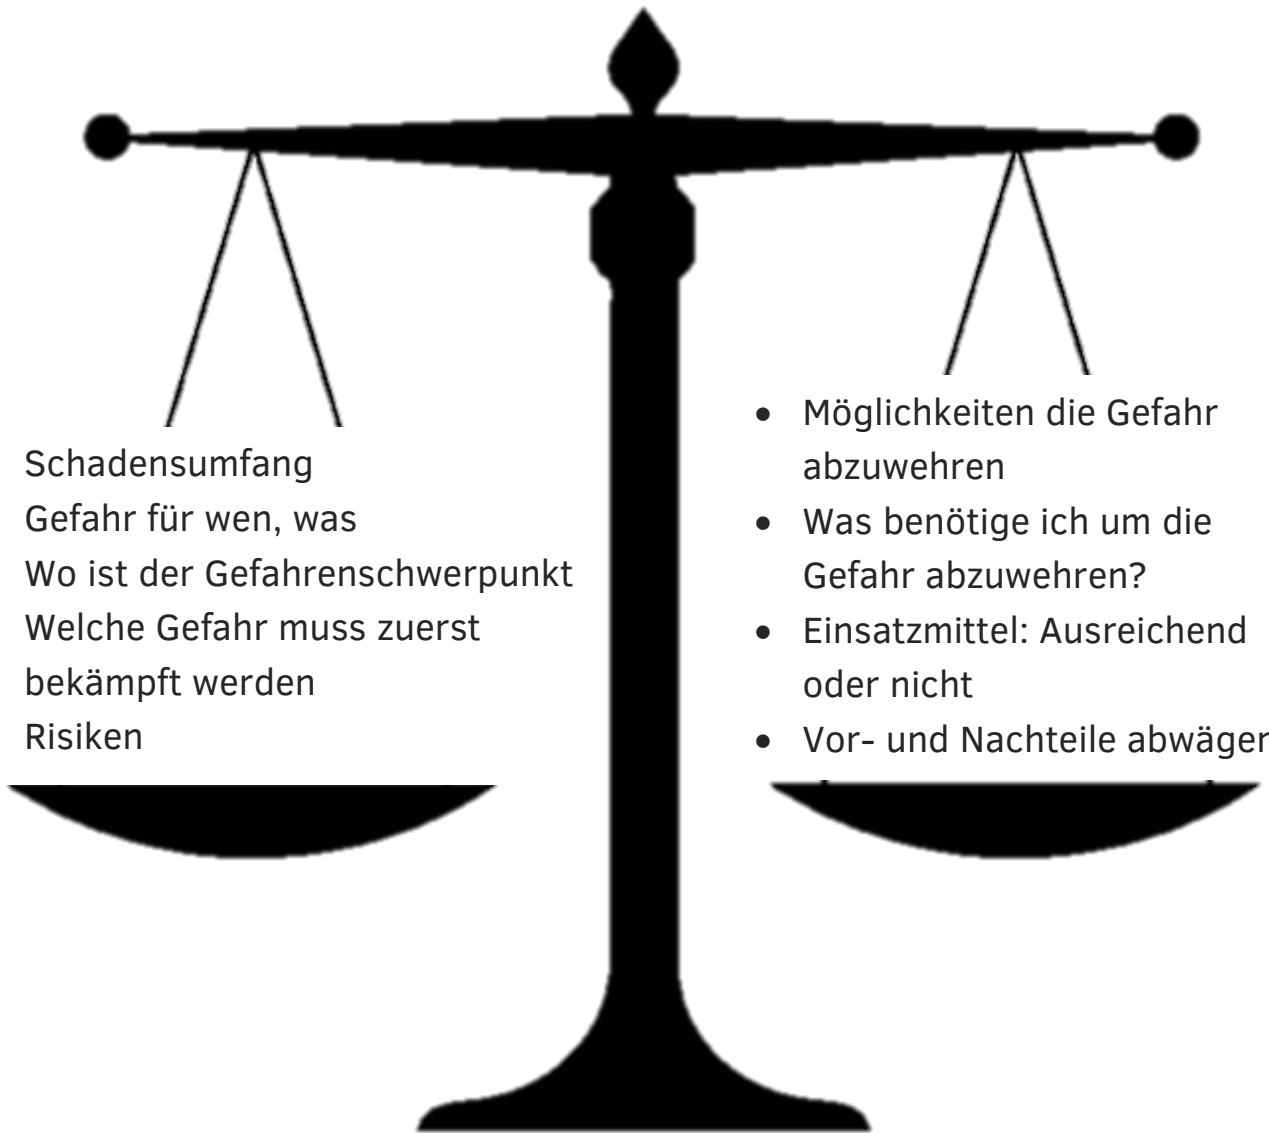 Schadensumfang
Gefahr für wen, was
Wo ist der Gefahrenschwerpunkt
Welche Gefahr muss zuerst
bekämpft werden
Risiken
• Möglichkeiten die Gefahr
abzuwehren
• Was benötige ich um die
Gefahr abzuwehren?
• Einsatzmittel: Ausreichend
oder nicht
• Vor- und Nachteile abwägen